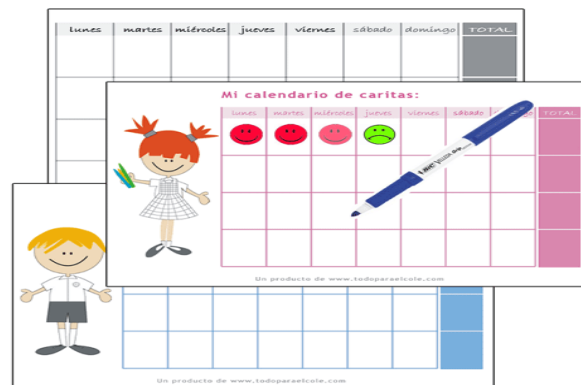 lunes martes miércoles jueves viernes sábado domingo TOTAL
Mi calendario de caritas:
lunes martes miércoles jueves viernes sábado TOTAL
Un producto de www.todoparaelcole.com
Un producto de www.todoparaelcole.com